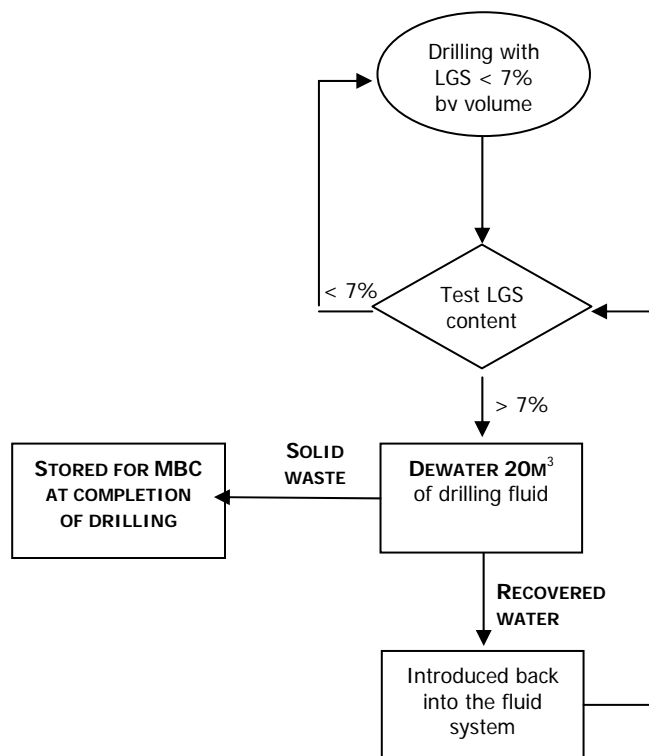 Drilling with
LGS < 7%
bv volume
< 7%
Test LGS
content
> 7%
SOLID
WASTE
STORED FOR MBC
AT COMPLETION
OF DRILLING
DEWATER 20M³
of drilling fluid
RECOVERED
WATER
Introduced back
into the fluid
system